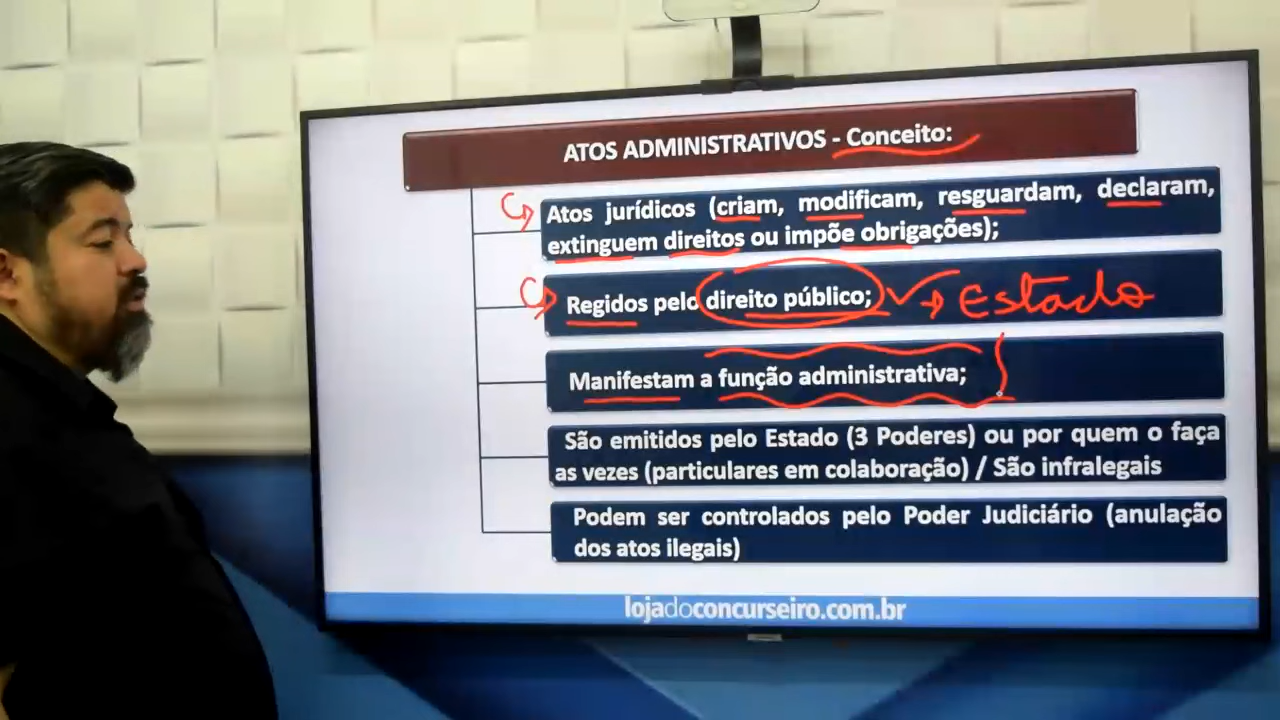 ATOS ADMINISTRATIVOS - Conceito:
Atos jurídicos (criam, modificam, resguardam, declaram,
extinguem direitos ou impõe obrigações);
Regidos pelo direito público; → Estado
Manifestam a função administrativa;
São emitidos pelo Estado (3 Poderes) ou por quem o faça
as vezes (particulares em colaboração) / São infralegais
Podem ser controlados pelo Poder Judiciário (anulação
dos atos ilegais)
lojadoconcurseiro.com.br